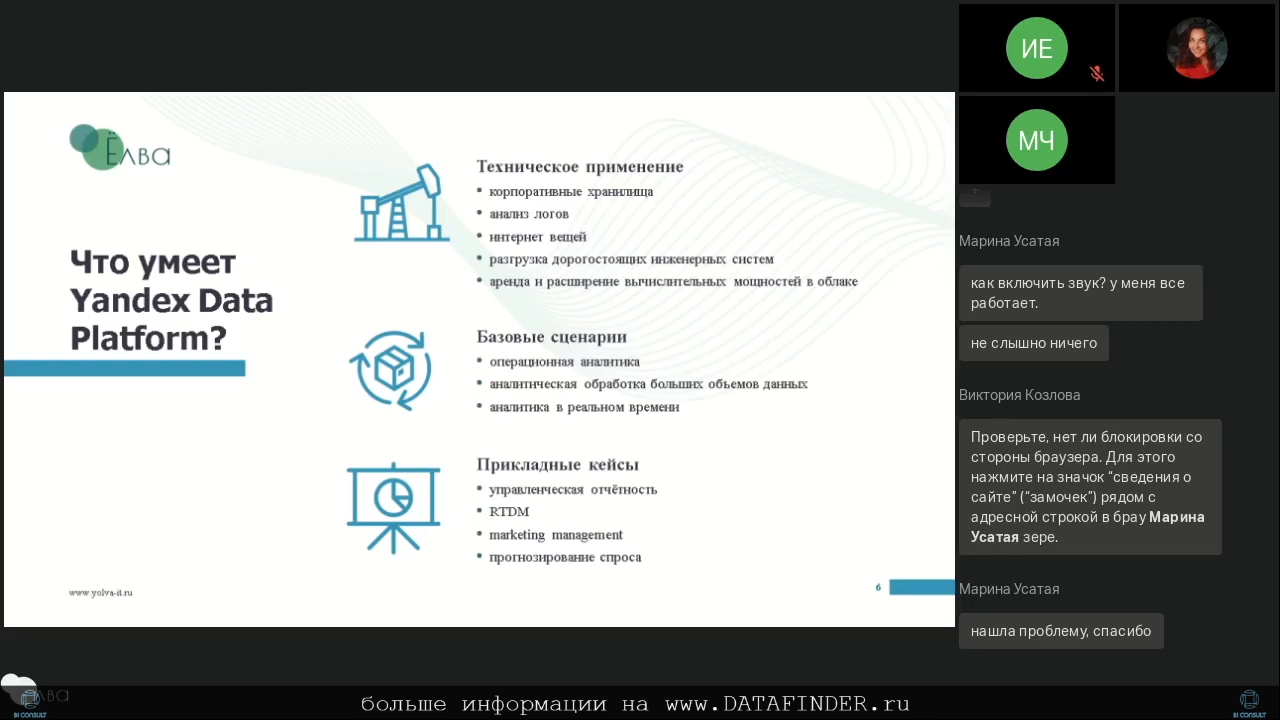 Ёлва
Что умеет
Yandex Data
Platform?
Техническое применение
• корпоративные хранилища
• анализ логов
• интернет вещей
• разгрузка дорогостоящих инженерных систем
• аренда и расширение вычислительных мощностей в облаке
Базовые сценарии
• операционная аналитика
• аналитическая обработка больших объемов данных
• аналитика в реальном времени
Прикладные кейсы
• управленческая отчётность
• RTDM
• marketing management
• прогнозирование спроса
www.yolva-it.ru
6
ИЕ
МЧ
Марина Усатая
как включить звук? у меня все
работает.
не слышно ничего
Виктория Козлова
Проверьте, нет ли блокировки со
стороны браузера. Для этого
нажмите на значок "сведения о
сайте" ("замочек") рядом с
адресной строкой в брау Марина
Усатая зере.
Марина Усатая
нашла проблему, спасибо
больше информации на www.DATAFINDER.ru
BI CONSULT
BI CONSULT